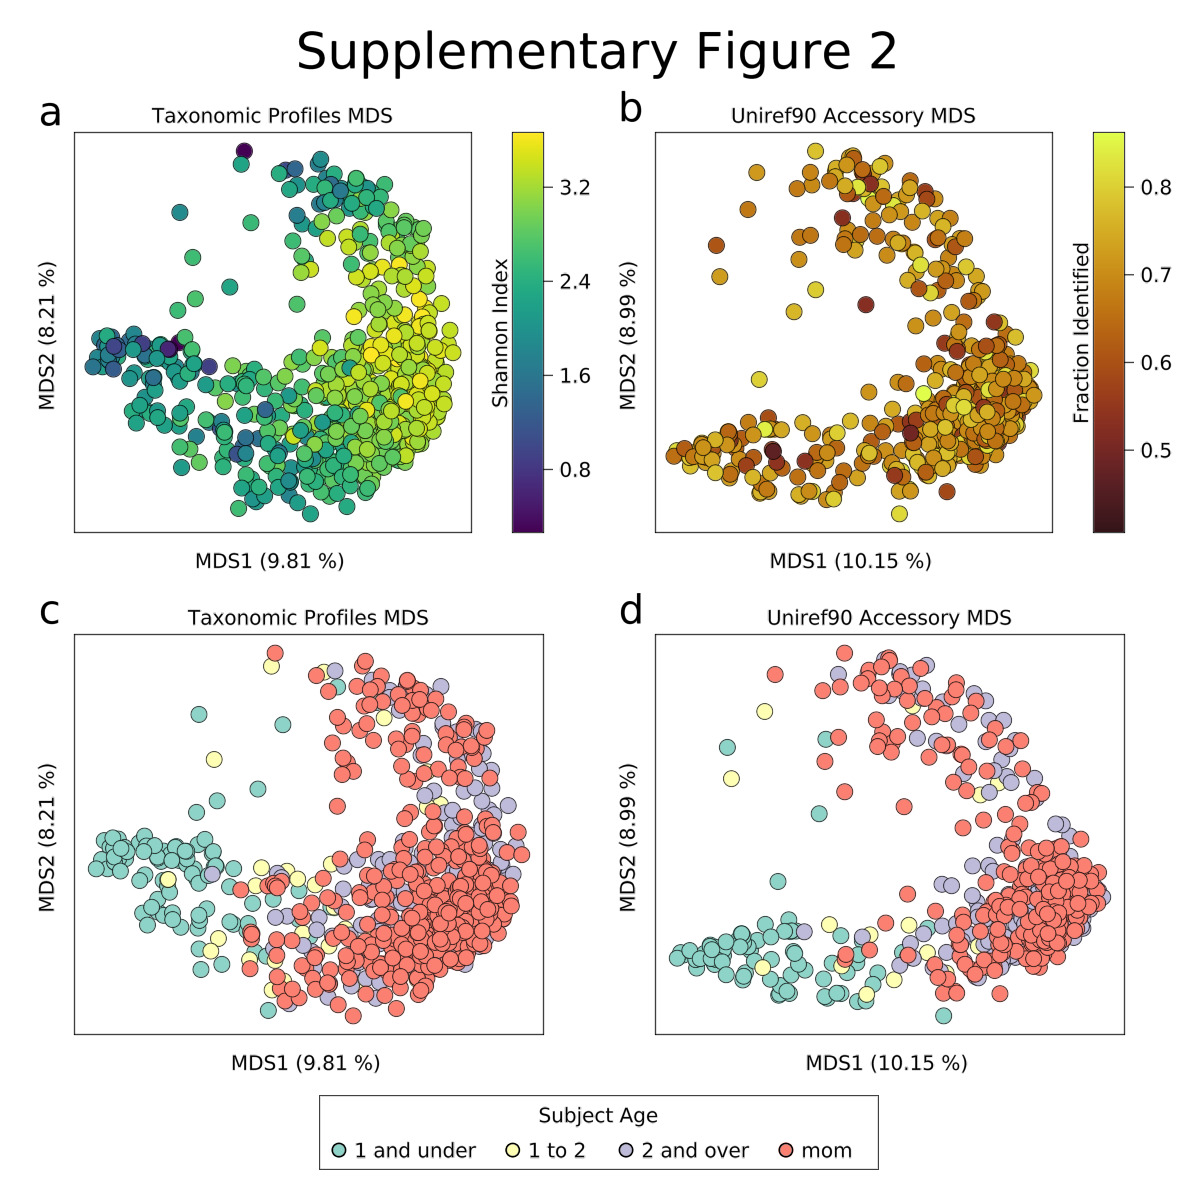 Supplementary Figure 2
a
Taxonomic Profiles MDS
MDS2 (8.21 %)
MDS1 (9.81 %)
Shannon Index
3.2
2.4
1.6
0.8
b
Uniref90 Accessory MDS
MDS2 (8.99 %)
MDS1 (10.15 %)
Fraction Identified
0.8
0.7
0.6
0.5
c
Taxonomic Profiles MDS
MDS2 (8.21 %)
MDS1 (9.81 %)
d
Uniref90 Accessory MDS
MDS2 (8.99 %)
MDS1 (10.15 %)
Subject Age
1 and under 1 to 2 2 and over mom